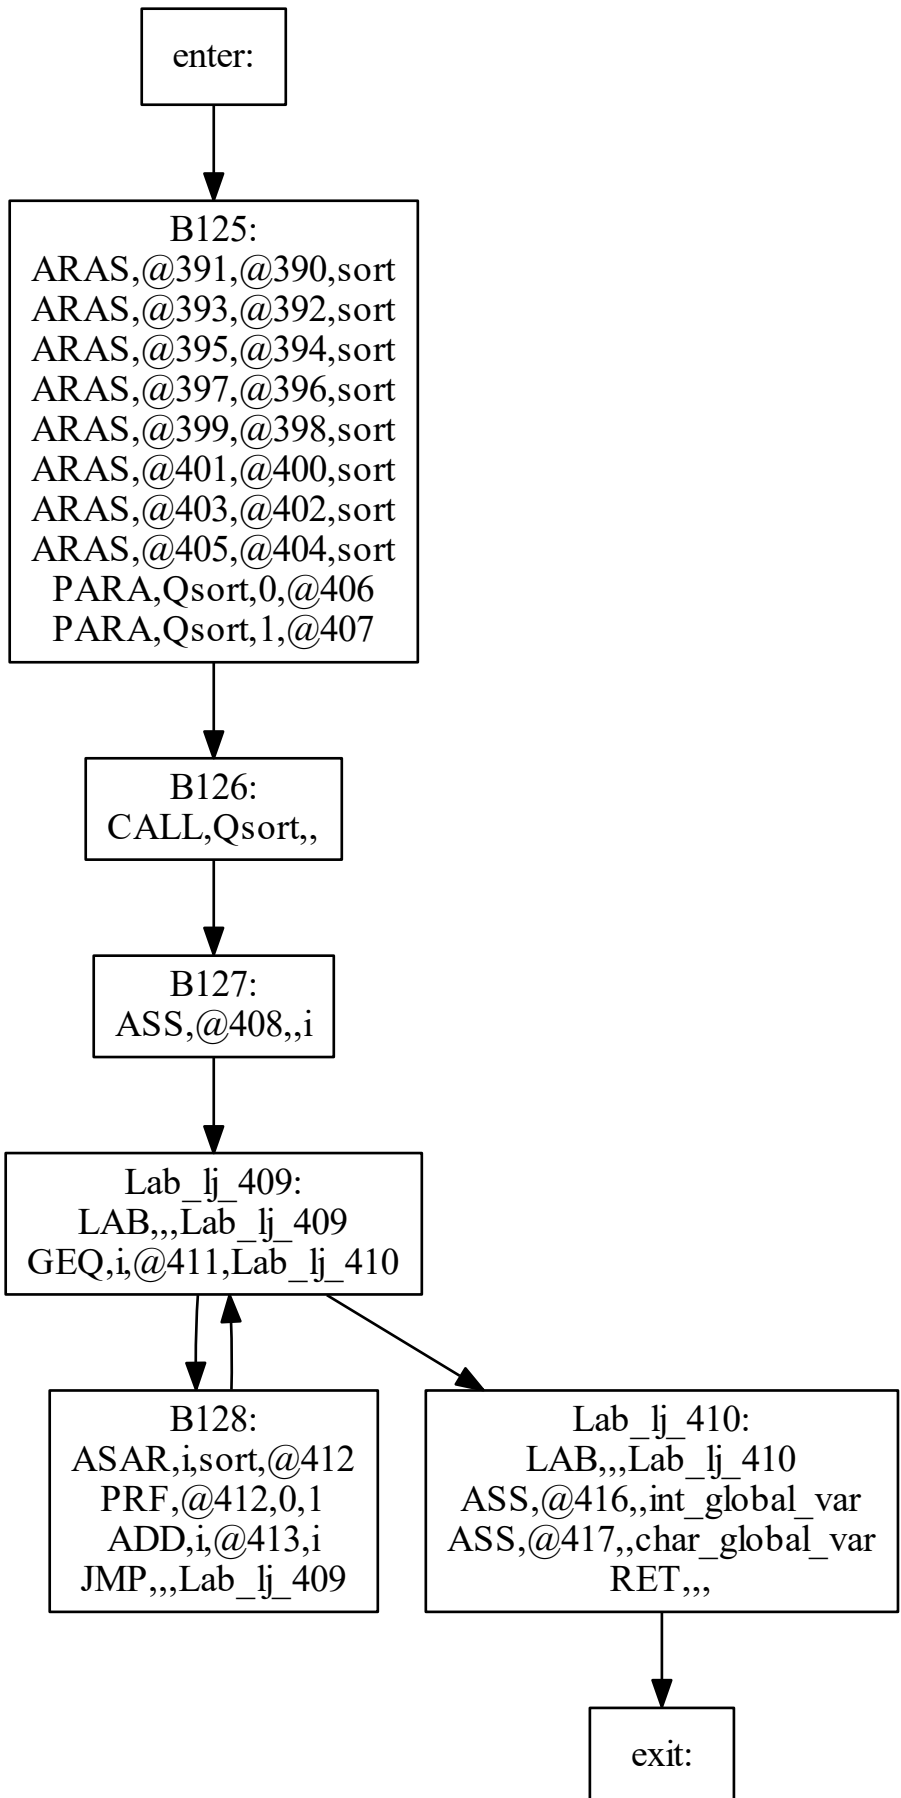 enter:
B125:
ARAS,@391,@390,sort
ARAS,@393,@392,sort
ARAS,@395,@394,sort
ARAS,@397,@396,sort
ARAS,@399,@398,sort
ARAS,@401,@400,sort
ARAS,@403,@402,sort
ARAS,@405,@404,sort
PARA,Qsort,0,@406
PARA,Qsort,1,@407
B126:
CALL,Qsort,,
B127:
ASS,@408,,i
Lab_lj_409:
LAB,,,Lab_lj_409
GEQ,i,@411,Lab_lj_410
B128:
ASAR,i,sort,@412
PRF,@412,0,1
ADD,i,@413,i
JMP,,,Lab_lj_409
Lab_lj_410:
LAB,,,Lab_lj_410
ASS,@416,,int_global_var
ASS,@417,,char_global_var
RET,,,
exit: